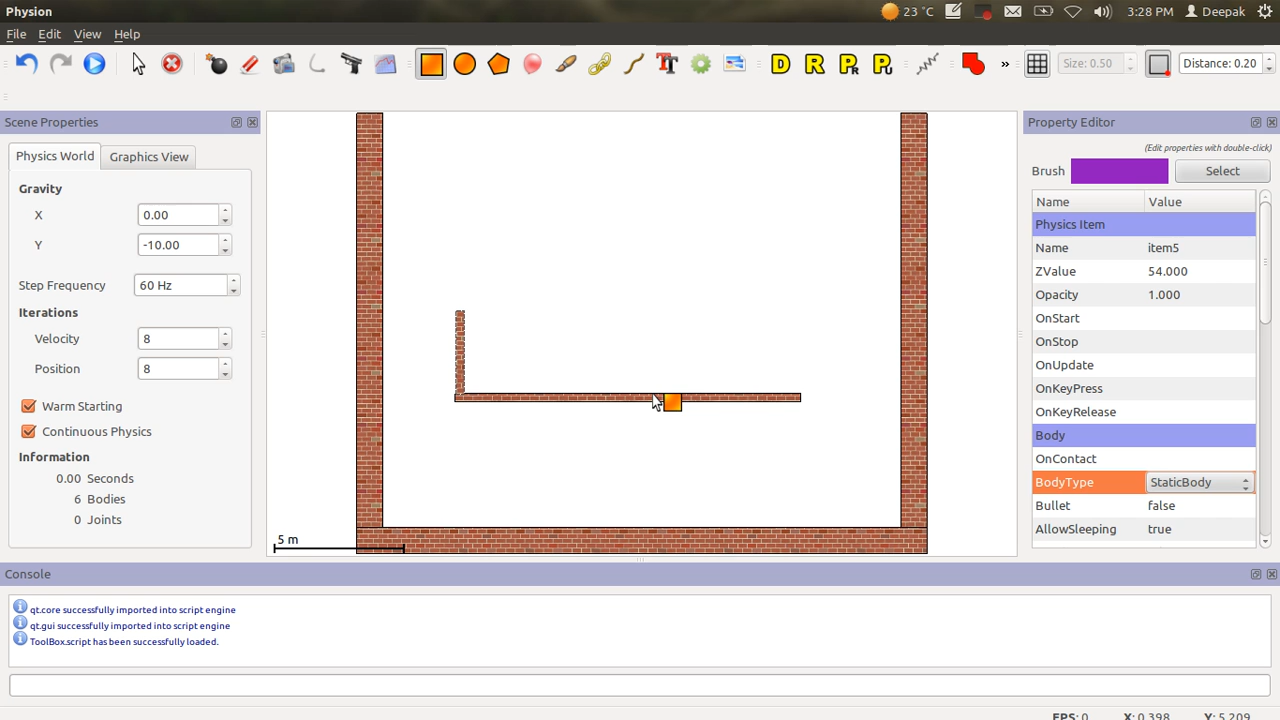 Physion 23 °C 3:28 PM Deepak
File Edit View Help
TT D R PR PU » Size: 0.50 Distance: 0.20
Scene Properties
Physics World Graphics View
Gravity
X 0.00
Y -10.00
Step Frequency 60 Hz
Iterations
Velocity 8
Position 8
Warm Starting
Continuous Physics
Information
0.00 Seconds
6 Bodies
0 Joints
5 m
Property Editor
(Edit properties with double-click)
Brush Select
Name Value
Physics Item
Name item5
ZValue 54.000
Opacity 1.000
OnStart
OnStop
OnUpdate
OnKeyPress
OnKeyRelease
Body
OnContact
BodyType StaticBody
Bullet false
AllowSleeping true
Console
qt.core successfully imported into script engine
qt.gui successfully imported into script engine
ToolBox.script has been successfully loaded.
FPS: 0 X: 0.398 Y: 5.209